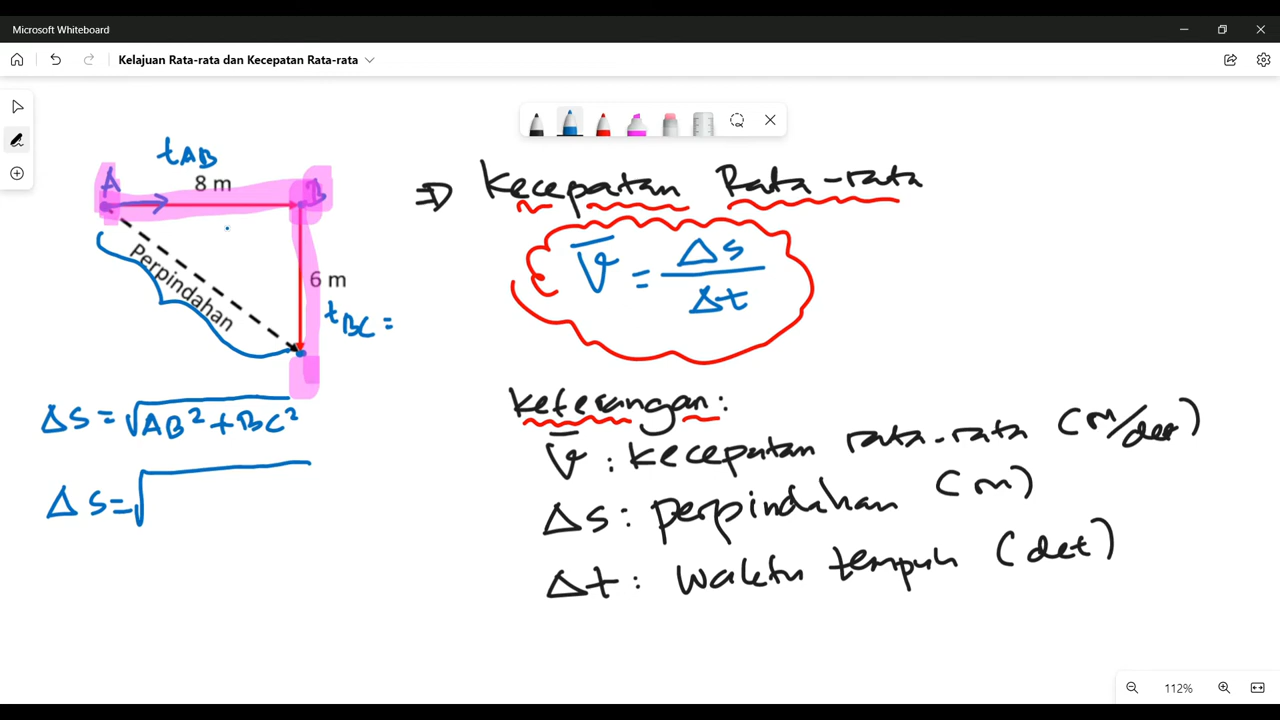 Microsoft Whiteboard
Kelajuan Rata-rata dan Kecepatan Rata-rata
tAB
A
8 m
B
Perpindahan
6 m
tBC =
Δs = √AB² + BC²
Δs = √
⇒ Kecepatan Rata-rata
v̅ = Δs / Δt
Keterangan:
v̅ : kecepatan rata-rata (m/det)
Δs : perpindahan (m)
Δt : waktu tempuh (det)
112%